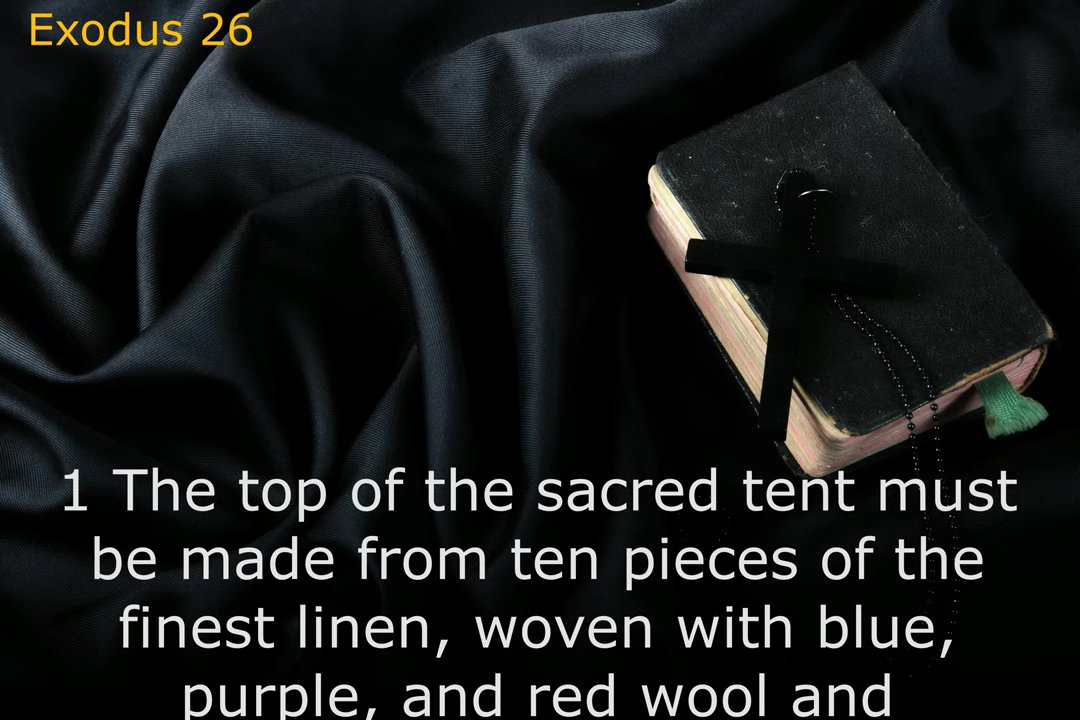 Exodus 26
1 The top of the sacred tent must
be made from ten pieces of the
finest linen, woven with blue,
purple, and red wool and